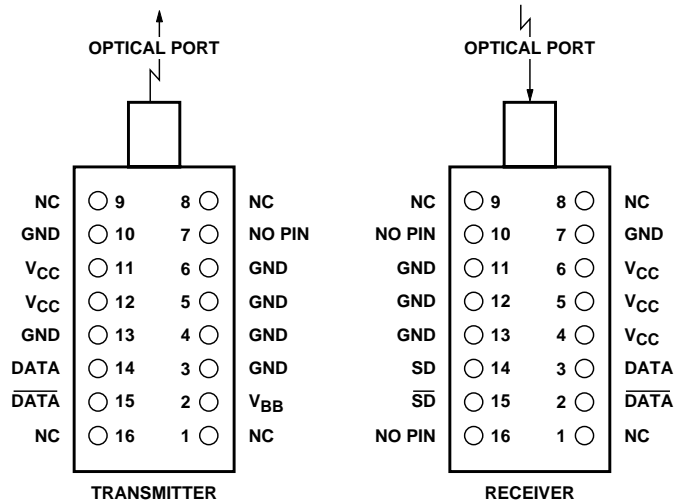 OPTICAL PORT OPTICAL PORT
NC 9 8 NC NC 9 8 NC
GND 10 7 NO PIN NO PIN 10 7 GND
VCC 11 6 GND GND 11 6 VCC
VCC 12 5 GND GND 12 5 VCC
GND 13 4 GND GND 13 4 VCC
DATA 14 3 GND SD 14 3 DATA
D̅A̅T̅A̅ 15 2 VBB S̅D̅ 15 2 D̅A̅T̅A̅
NC 16 1 NC NO PIN 16 1 NC
TRANSMITTER RECEIVER